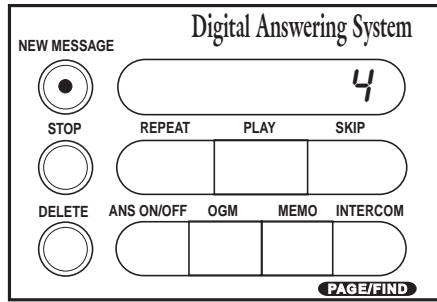 Digital Answering System
NEW MESSAGE
4
STOP REPEAT PLAY SKIP
DELETE ANS ON/OFF OGM MEMO INTERCOM
PAGE/FIND